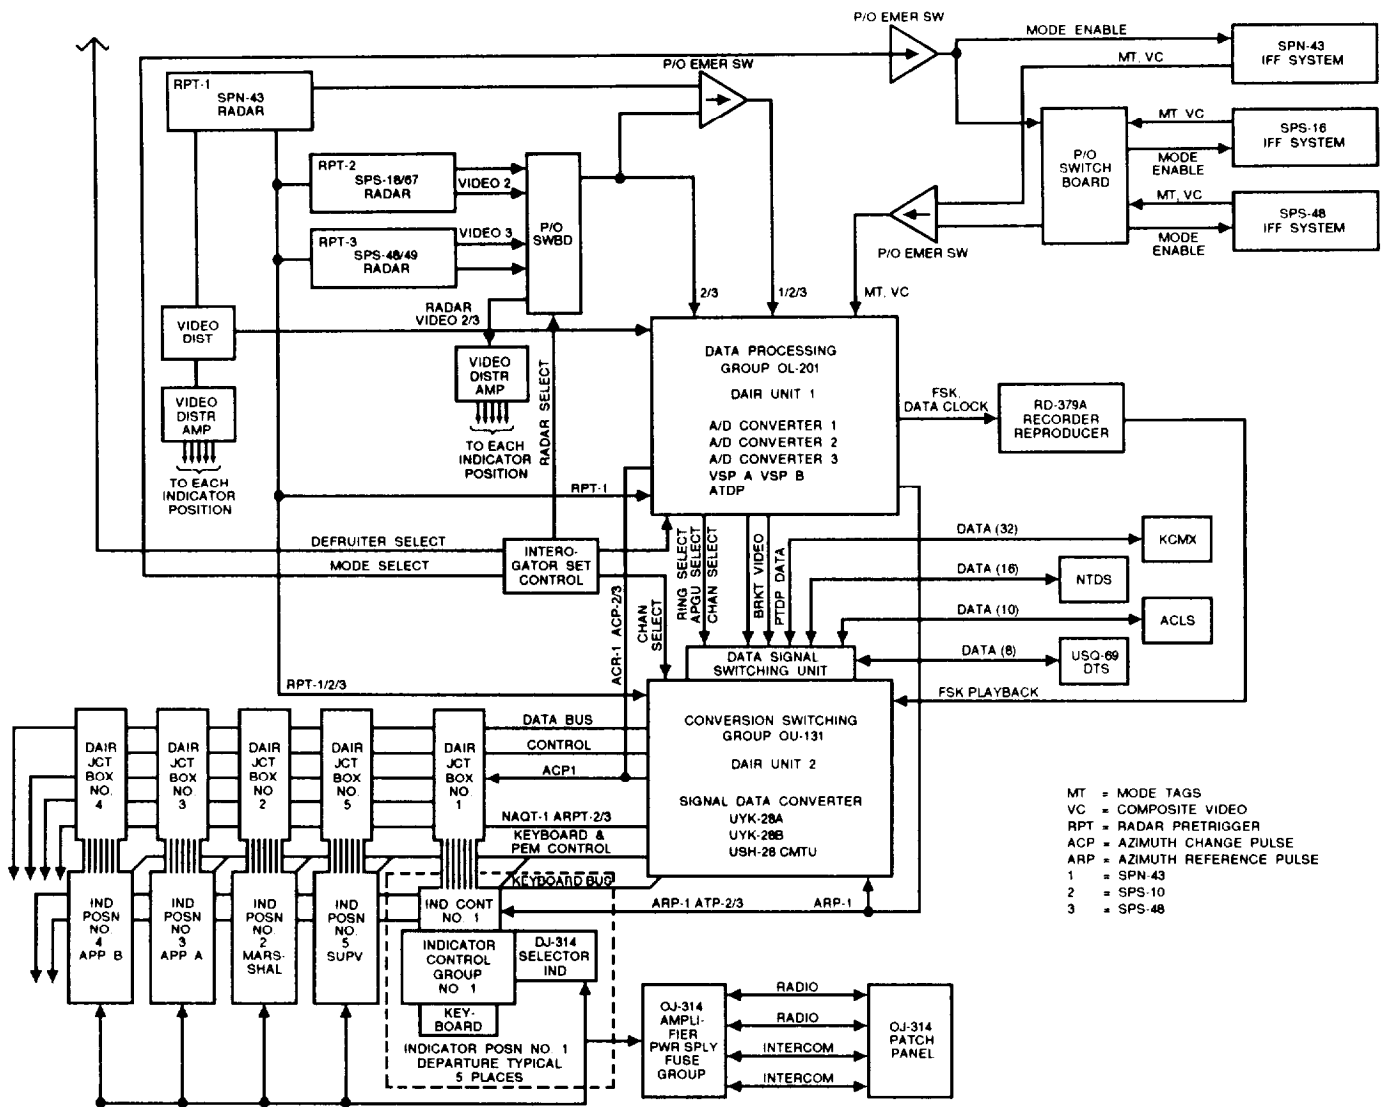 P/O EMER SW
MODE ENABLE
SPN-43
IFF SYSTEM
MT, VC
P/O EMER SW
RPT-1
SPN-43
RADAR
RPT-2
SPS-18/67
RADAR
VIDEO 2
RPT-3
SPS-48/49
RADAR
VIDEO 3
P/O
SWBD
P/O
SWITCH
BOARD
MT VC
SPS-16
IFF SYSTEM
MODE
ENABLE
MT, VC
SPS-48
IFF SYSTEM
MODE
ENABLE
P/O EMER SW
2/3
1/2/3
MT, VC
RADAR
VIDEO 2/3
VIDEO
DIST
VIDEO
DISTR
AMP
TO EACH
INDICATOR
POSITION
VIDEO
DISTR
AMP
TO EACH
INDICATOR
POSITION
RADAR SELECT
DATA PROCESSING
GROUP OL-201
DAIR UNIT 1
A/D CONVERTER 1
A/D CONVERTER 2
A/D CONVERTER 3
VSP A VSP B
ATDP
FSK,
DATA CLOCK
RD-379A
RECORDER
REPRODUCER
RPT-1
DEFRUITER SELECT
MODE SELECT
INTERO-
GATOR SET
CONTROL
ACR-1 ACP-2/3
CHAN
SELECT
RING SELECT
APGU SELECT
CHAN SELECT
BRKT VIDEO
PTDP DATA
DATA (32)
KCMX
DATA (16)
NTDS
DATA (10)
ACLS
DATA (8)
USQ-69
DTS
DATA SIGNAL
SWITCHING UNIT
FSK PLAYBACK
RPT-1/2/3
CONVERSION SWITCHING
GROUP OU-131
DAIR UNIT 2
SIGNAL DATA CONVERTER
UYK-28A
UYK-28B
USH-28 CMTU
DATA BUS
CONTROL
ACP1
NAQT-1 ARPT-2/3
KEYBOARD &
PEM CONTROL
KEYBOARD BUG
DAIR
JCT
BOX
NO.
4
DAIR
JCT
BOX
NO.
3
DAIR
JCT
BOX
NO.
2
DAIR
JCT
BOX
NO.
5
DAIR
JCT
BOX
NO.
1
IND
POSN
NO.
4
APP B
IND
POSN
NO.
3
APP A
IND
POSN
NO.
2
MARS-
SHAL
IND
POSN
NO.
5
SUPV
IND CONT
NO. 1
INDICATOR
CONTROL
GROUP
NO 1
DJ-314
SELECTOR
IND
KEY-
BOARD
INDICATOR POSN NO. 1
DEPARTURE TYPICAL
5 PLACES
ARP-1 ATP-2/3
ARP-1
OJ-314
AMPLI-
FIER
PWR SPLY
FUSE
GROUP
RADIO
RADIO
INTERCOM
INTERCOM
OJ-314
PATCH
PANEL
MT = MODE TAGS
VC = COMPOSITE VIDEO
RPT = RADAR PRETRIGGER
ACP = AZIMUTH CHANGE PULSE
ARP = AZIMUTH REFERENCE PULSE
1 = SPN-43
2 = SPS-10
3 = SPS-48